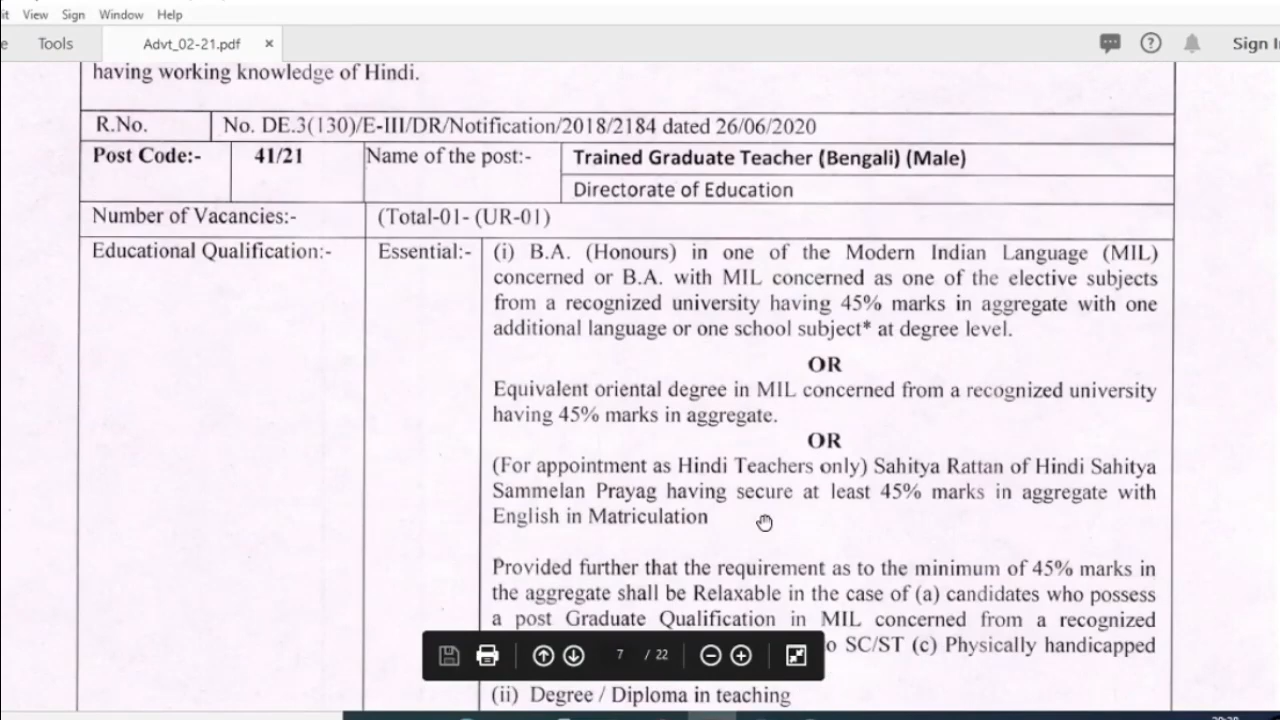 it View Sign Window Help
e Tools Advt_02-21.pdf × Sign In
having working knowledge of Hindi.
R.No. No. DE.3(130)/E-III/DR/Notification/2018/2184 dated 26/06/2020
Post Code:- 41/21 Name of the post:- Trained Graduate Teacher (Bengali) (Male)
Directorate of Education
Number of Vacancies:- (Total-01- (UR-01)
Educational Qualification:- Essential:- (i) B.A. (Honours) in one of the Modern Indian Language (MIL)
concerned or B.A. with MIL concerned as one of the elective subjects
from a recognized university having 45% marks in aggregate with one
additional language or one school subject* at degree level.
OR
Equivalent oriental degree in MIL concerned from a recognized university
having 45% marks in aggregate.
OR
(For appointment as Hindi Teachers only) Sahitya Rattan of Hindi Sahitya
Sammelan Prayag having secure at least 45% marks in aggregate with
English in Matriculation
Provided further that the requirement as to the minimum of 45% marks in
the aggregate shall be Relaxable in the case of (a) candidates who possess
a post Graduate Qualification in MIL concerned from a recognized
o SC/ST (c) Physically handicapped
7 / 22
(ii) Degree / Diploma in teaching